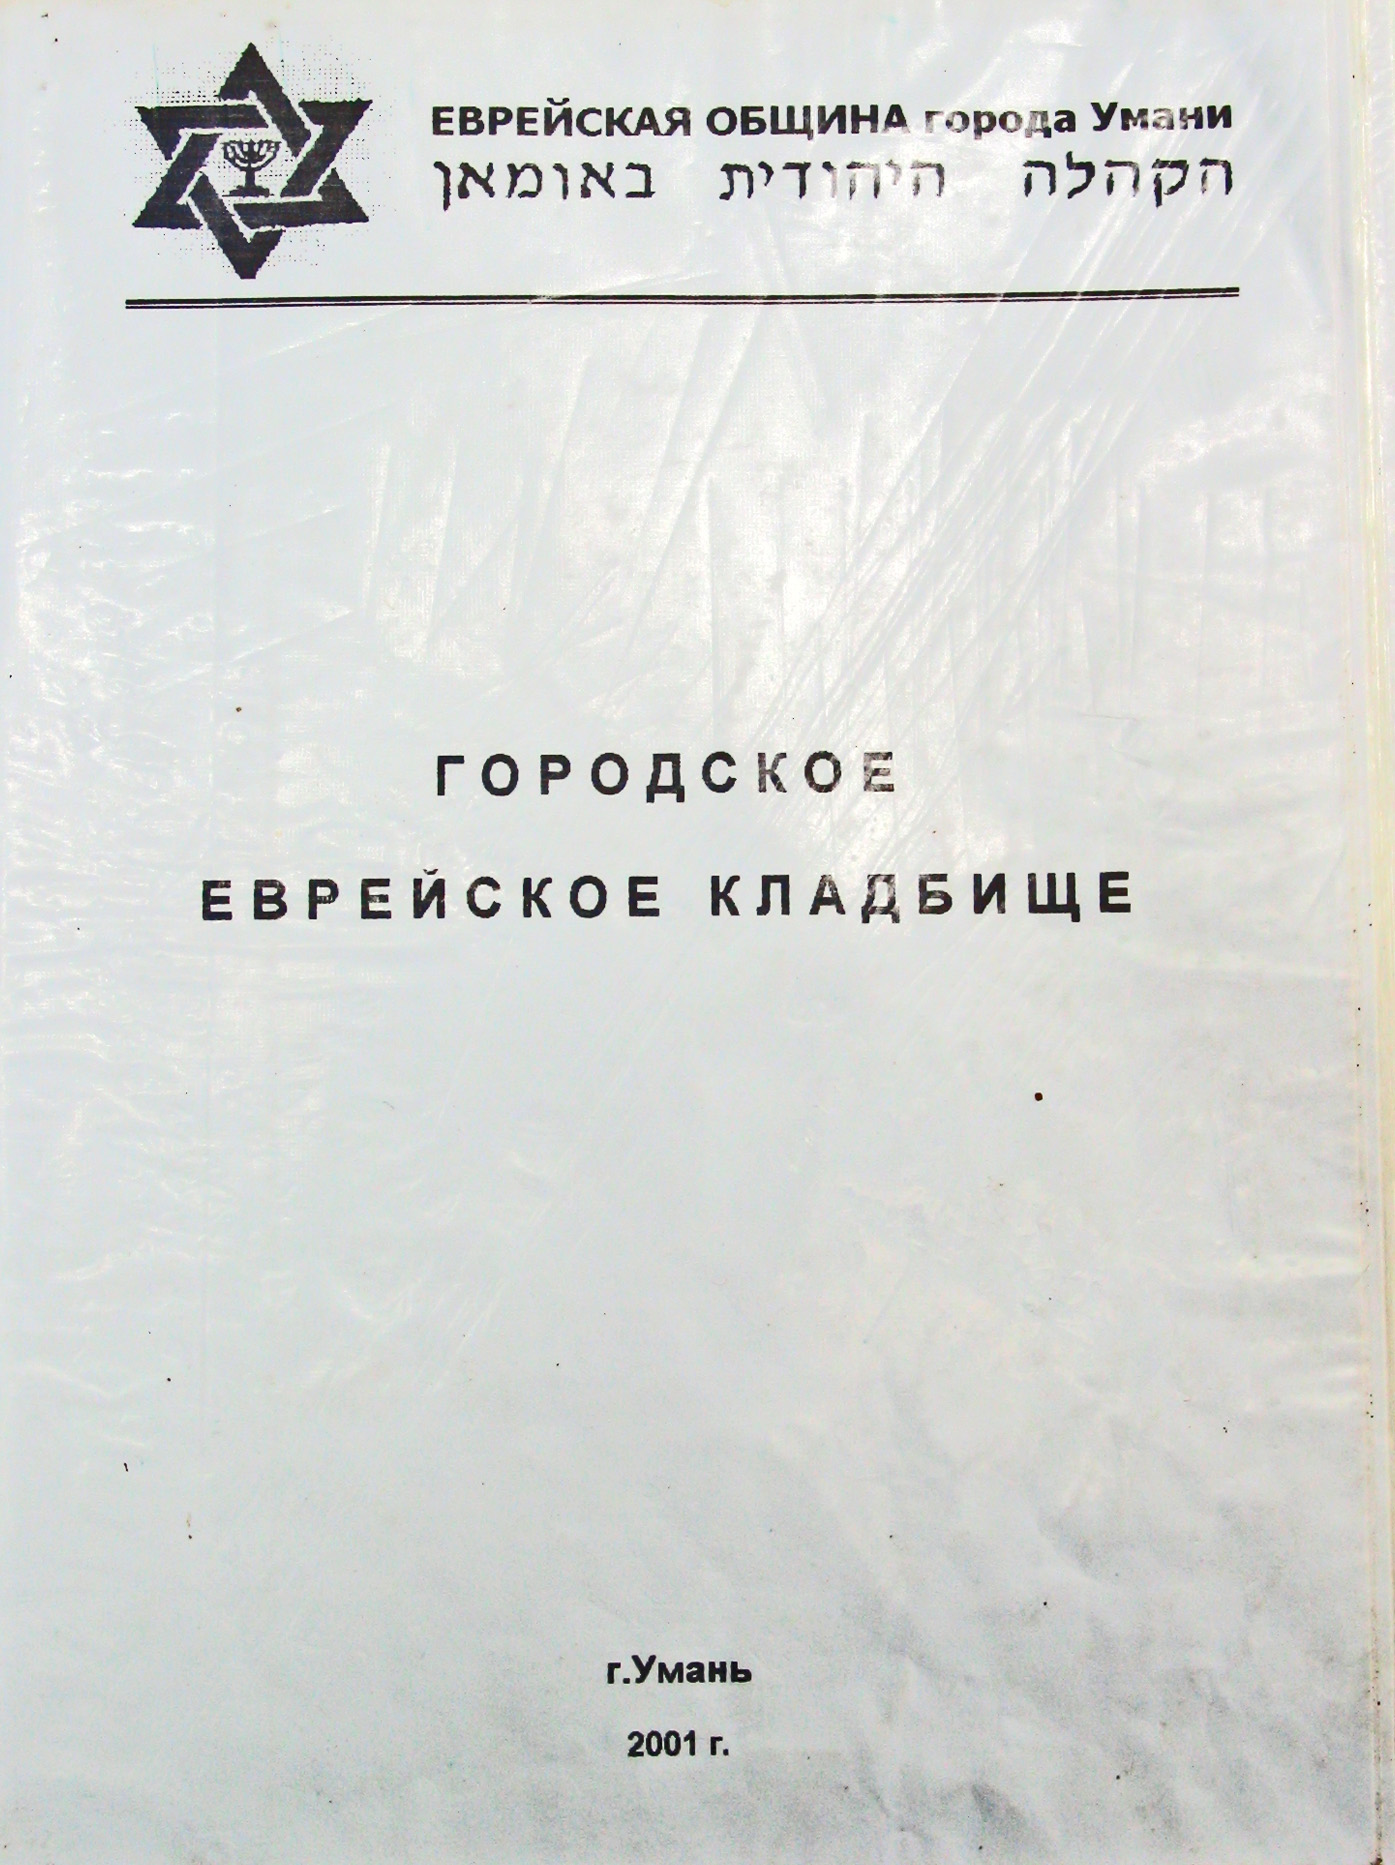 ЕВРЕЙСКАЯ ОБЩИНА города Умани
הקהלה היהודית באומאן
ГОРОДСКОЕ
ЕВРЕЙСКОЕ КЛАДБИЩЕ
г.Умань
2001 г.